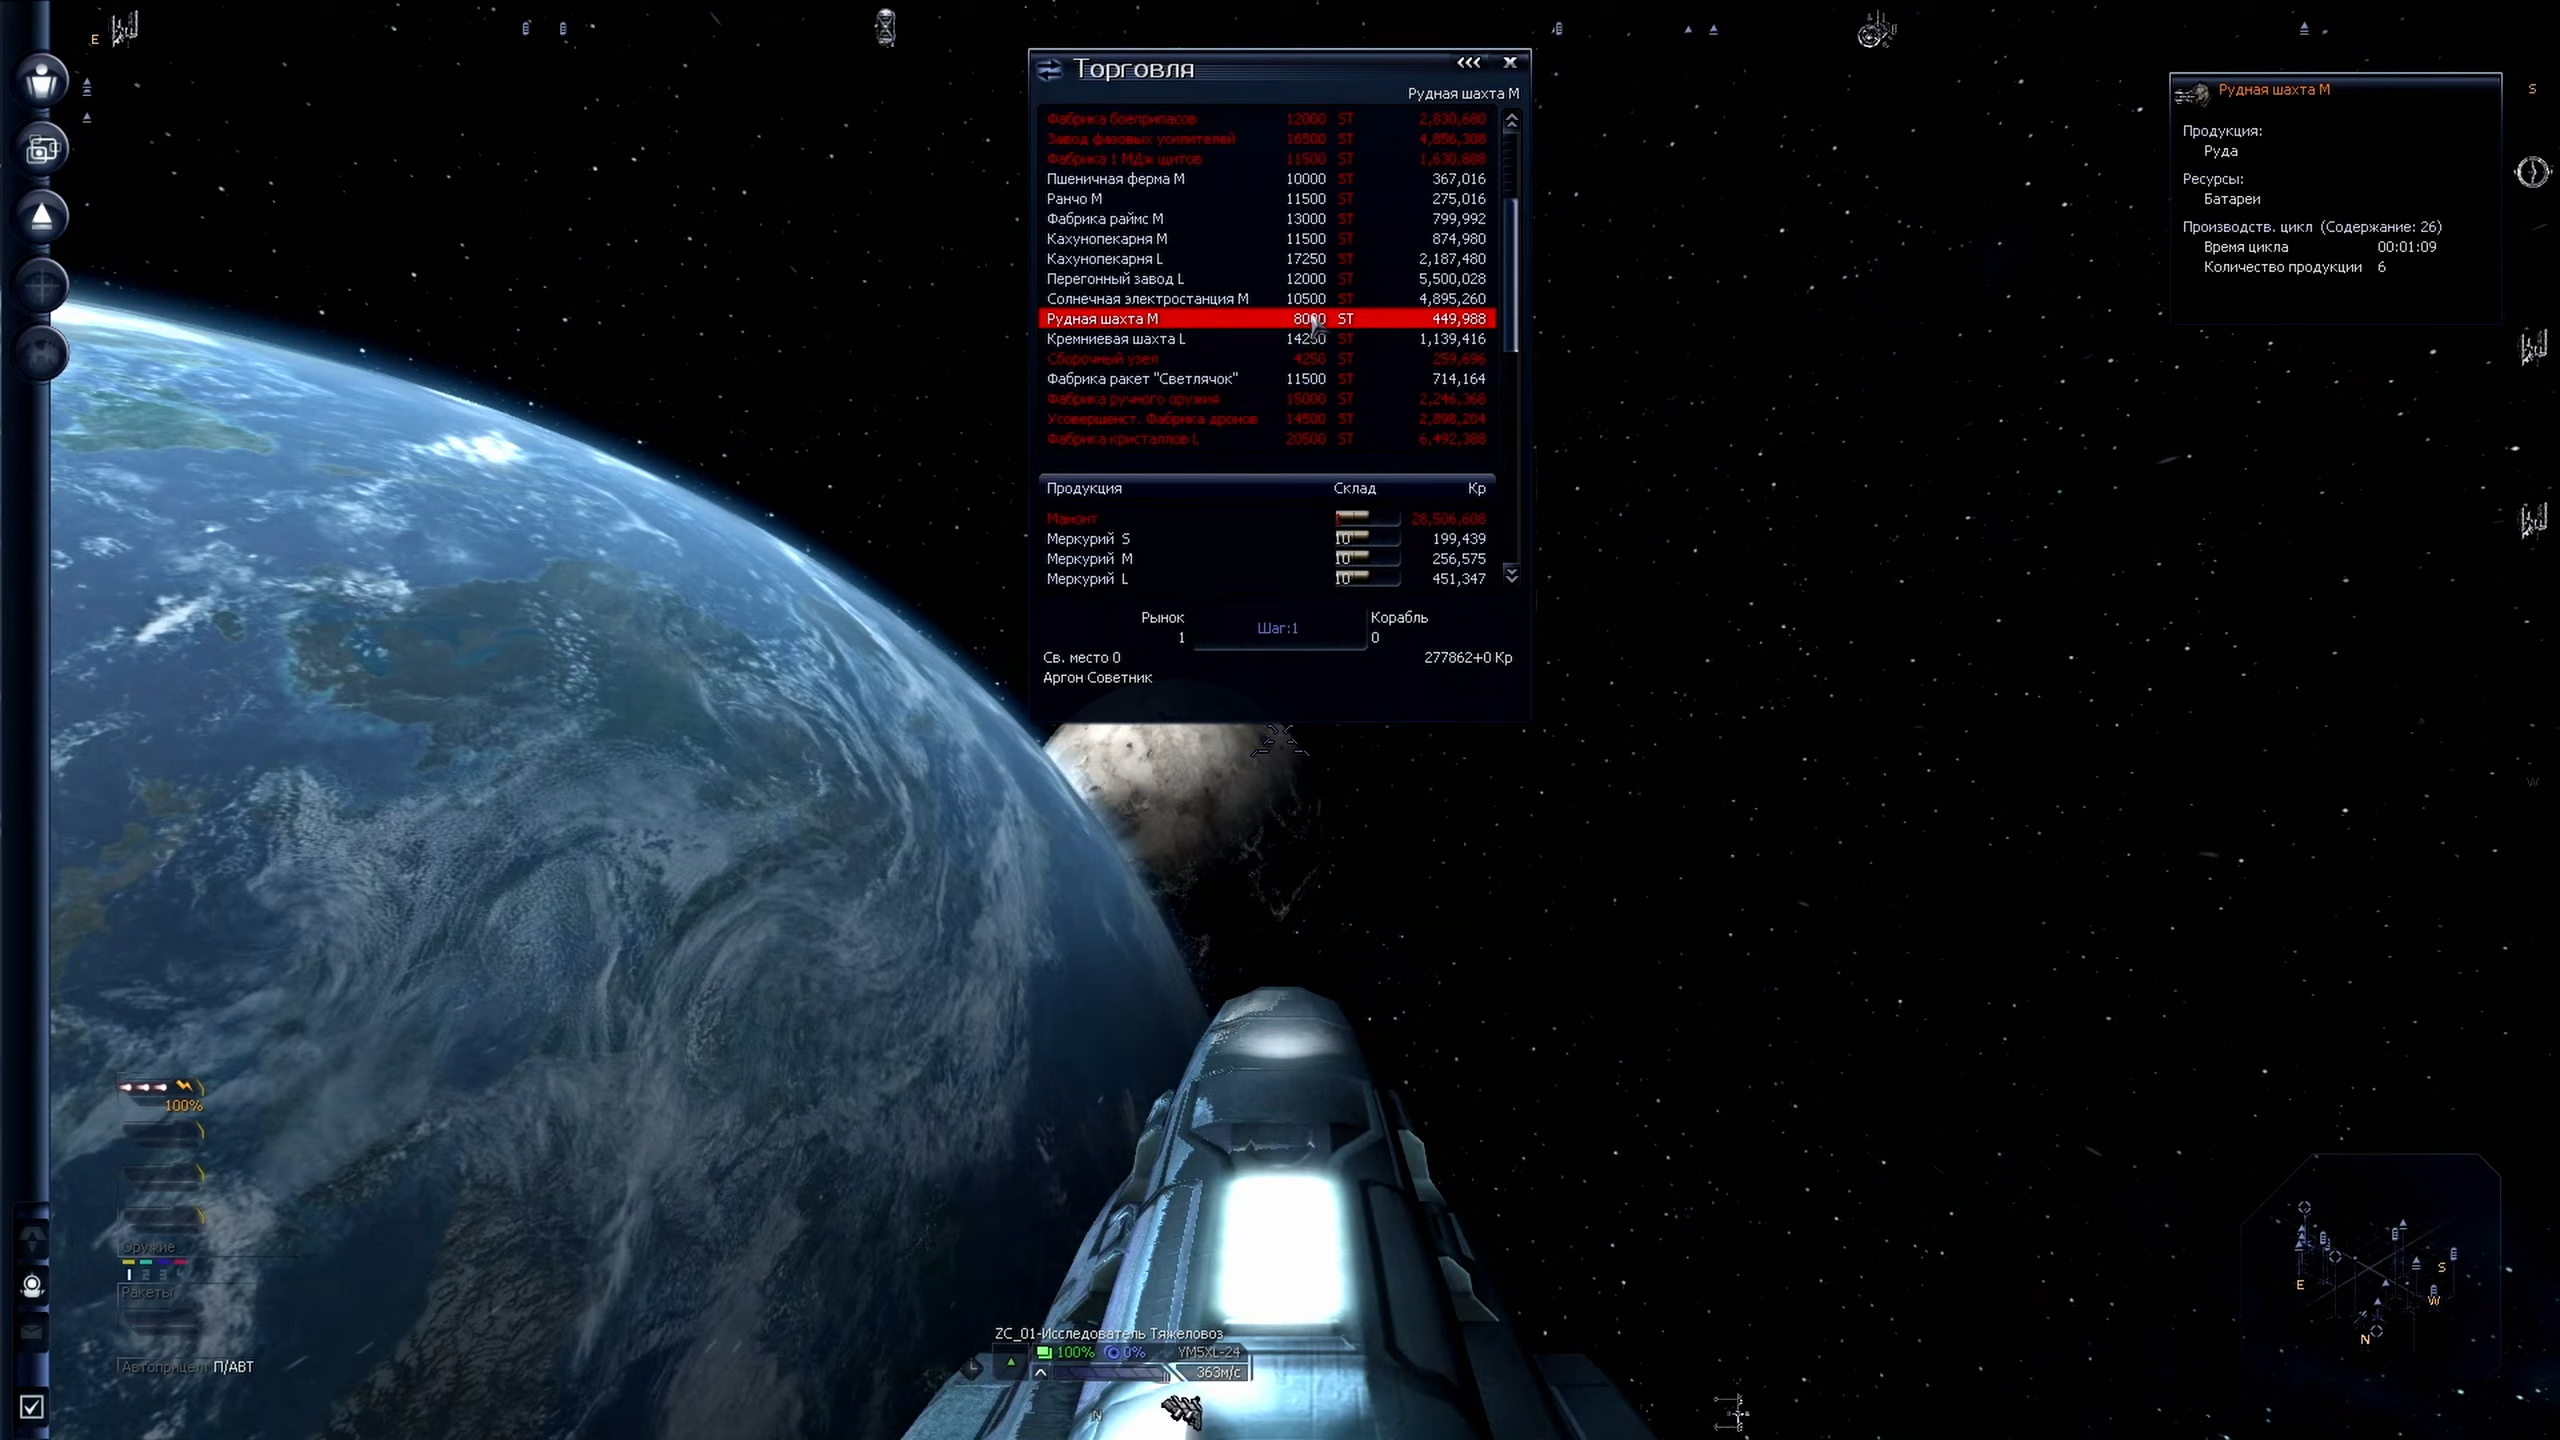 E
Торговля
Рудная шахта M
Фабрика боеприпасов 12000 ST 2,830,680
Завод фазовых усилителей 16500 ST 4,856,308
Фабрика 1 МДж щитов 11500 ST 1,630,888
Пшеничная ферма M 10000 ST 367,016
Ранчо M 11500 ST 275,016
Фабрика раймс M 13000 ST 799,992
Кахунопекарня M 11500 ST 874,980
Кахунопекарня L 17250 ST 2,187,480
Перегонный завод L 12000 ST 5,500,028
Солнечная электростанция M 10500 ST 4,895,260
Рудная шахта M 8000 ST 449,988
Кремниевая шахта L 14250 ST 1,139,416
Сборочный узел 4250 ST 259,696
Фабрика ракет "Светлячок" 11500 ST 714,164
Фабрика ручного оружия 15000 ST 2,246,368
Усовершенст. Фабрика дронов 14500 ST 2,898,204
Фабрика кристаллов L 20500 ST 6,492,388
Продукция Склад Кр
Мамонт 1 28,506,608
Меркурий S 10 199,439
Меркурий M 10 256,575
Меркурий L 10 451,347
Рынок Шаг:1 Корабль
1 0
Св. место 0 277862+0 Кр
Аргон Советник
Рудная шахта M
Продукция:
Руда
Ресурсы:
Батареи
Производств. цикл (Содержание: 26)
Время цикла 00:01:09
Количество продукции 6
S
W
100%
Оружие
1 2 3 4
Ракеты
Автоприцел П/АВТ
ZC_01-Исследователь Тяжеловоз
100% 0% YM5XL-24
363м/с
N
E
S
W
N